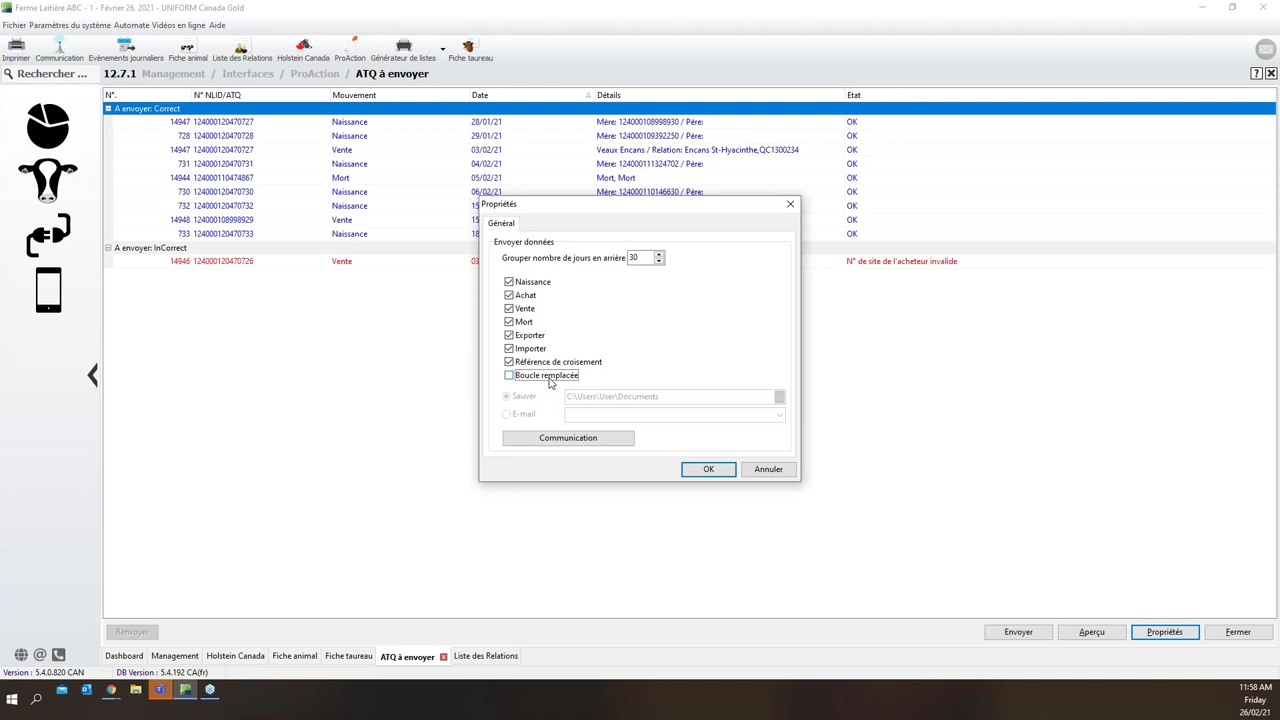 Ferme Laitière ABC - 1 - Février 26, 2021 - UNIFORM Canada Gold
Fichier Paramètres du système Automate Vidéos en ligne Aide
Imprimer Communication Evènements journaliers Fiche animal Liste des Relations Holstein Canada ProAction Générateur de listes Fiche taureau
Rechercher ... 12.7.1 Management / Interfaces / ProAction / ATQ à envoyer ?
N°. N° NLID/ATQ Mouvement Date Détails Etat
A envoyer: Correct
14947 124000120470727 Naissance 28/01/21 Mère: 124000108998930 / Père: OK
728 124000120470728 Naissance 29/01/21 Mère: 124000109392250 / Père: OK
14947 124000120470727 Vente 03/02/21 Veaux Encans / Relation: Encans St-Hyacinthe,QC1300234 OK
731 124000120470731 Naissance 04/02/21 Mère: 124000111324702 / Père: OK
14944 124000110474867 Mort 05/02/21 Mort, Mort OK
730 124000120470730 Naissance 06/02/21 Mère: 124000110146630 / Père: OK
732 124000120470732 Naissance 15 OK
14948 124000108998929 Vente 15 OK
733 124000120470733 Naissance 18 OK
A envoyer: InCorrect
14946 124000120470726 Vente 03 N° de site de l'acheteur invalide
Propriétés
Général
Envoyer données
Grouper nombre de jours en arrière 30
Naissance
Achat
Vente
Mort
Exporter
Importer
Référence de croisement
Boucle remplacée
Sauver C:\Users\User\Documents
E-mail
Communication
OK Annuler
Renvoyer Envoyer Aperçu Propriétés Fermer
Dashboard Management Holstein Canada Fiche animal Fiche taureau ATQ à envoyer Liste des Relations
Version : 5.4.0.820 CAN DB Version : 5.4.192 CA(fr)
11:58 AM
Friday
26/02/21